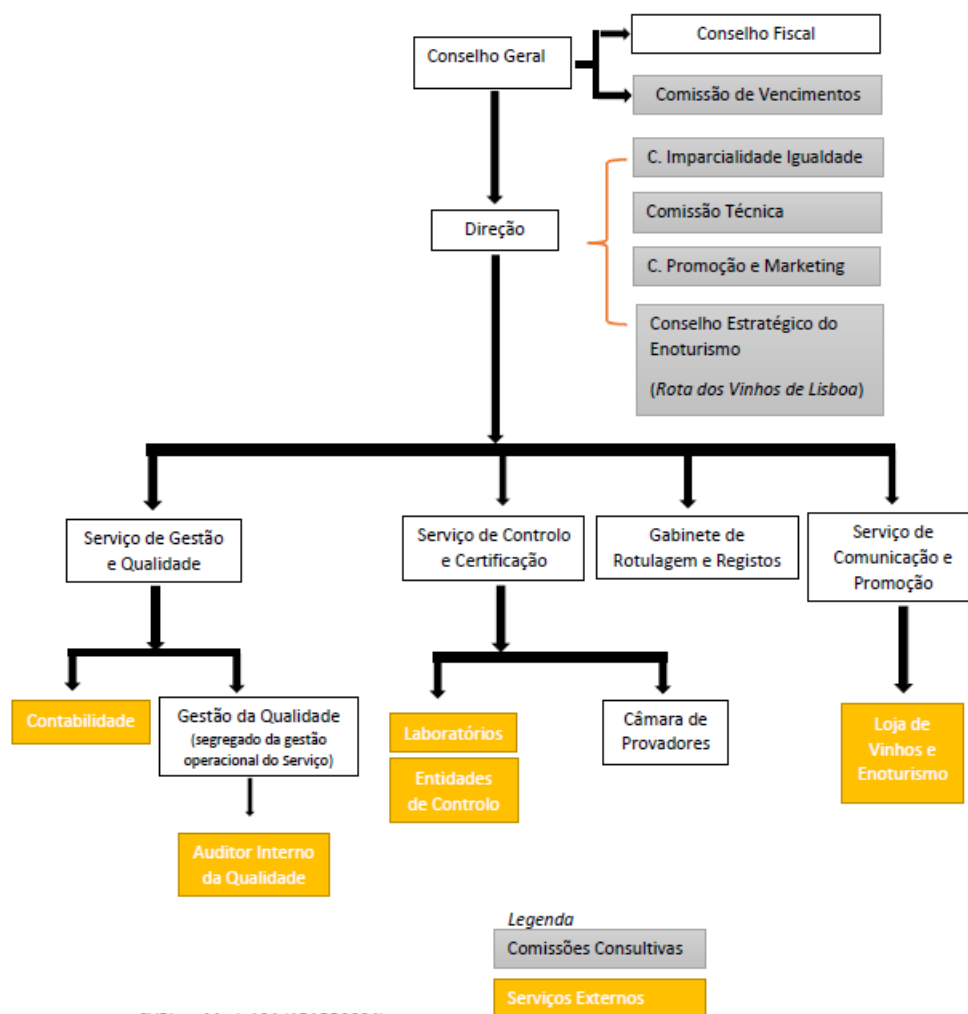 Conselho Geral
Conselho Fiscal
Comissão de Vencimentos
C. Imparcialidade Igualdade
Comissão Técnica
Direção
C. Promoção e Marketing
Conselho Estratégico do
Enoturismo
(Rota dos Vinhos de Lisboa)
Serviço de Gestão
e Qualidade
Serviço de Controlo
e Certificação
Gabinete de
Rotulagem e Registos
Serviço de
Comunicação e
Promoção
Contabilidade
Gestão da Qualidade
(segregado da gestão
operacional do Serviço)
Laboratórios
Entidades
de Controlo
Câmara de
Provadores
Loja de
Vinhos e
Enoturismo
Auditor Interno
da Qualidade
Legenda
Comissões Consultivas
Serviços Externos